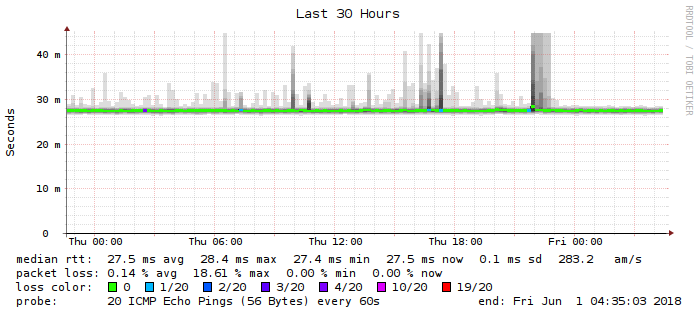 Last 30 Hours
RRDTOOL / TOBI OETIKER
Seconds
40 m
30 m
20 m
10 m
0
Thu 00:00 Thu 06:00 Thu 12:00 Thu 18:00 Fri 00:00
median rtt: 27.5 ms avg 28.4 ms max 27.4 ms min 27.5 ms now 0.1 ms sd 283.2 am/s
packet loss: 0.14 % avg 18.61 % max 0.00 % min 0.00 % now
loss color: 0 1/20 2/20 3/20 4/20 10/20 19/20
probe: 20 ICMP Echo Pings (56 Bytes) every 60s end: Fri Jun 1 04:35:03 2018